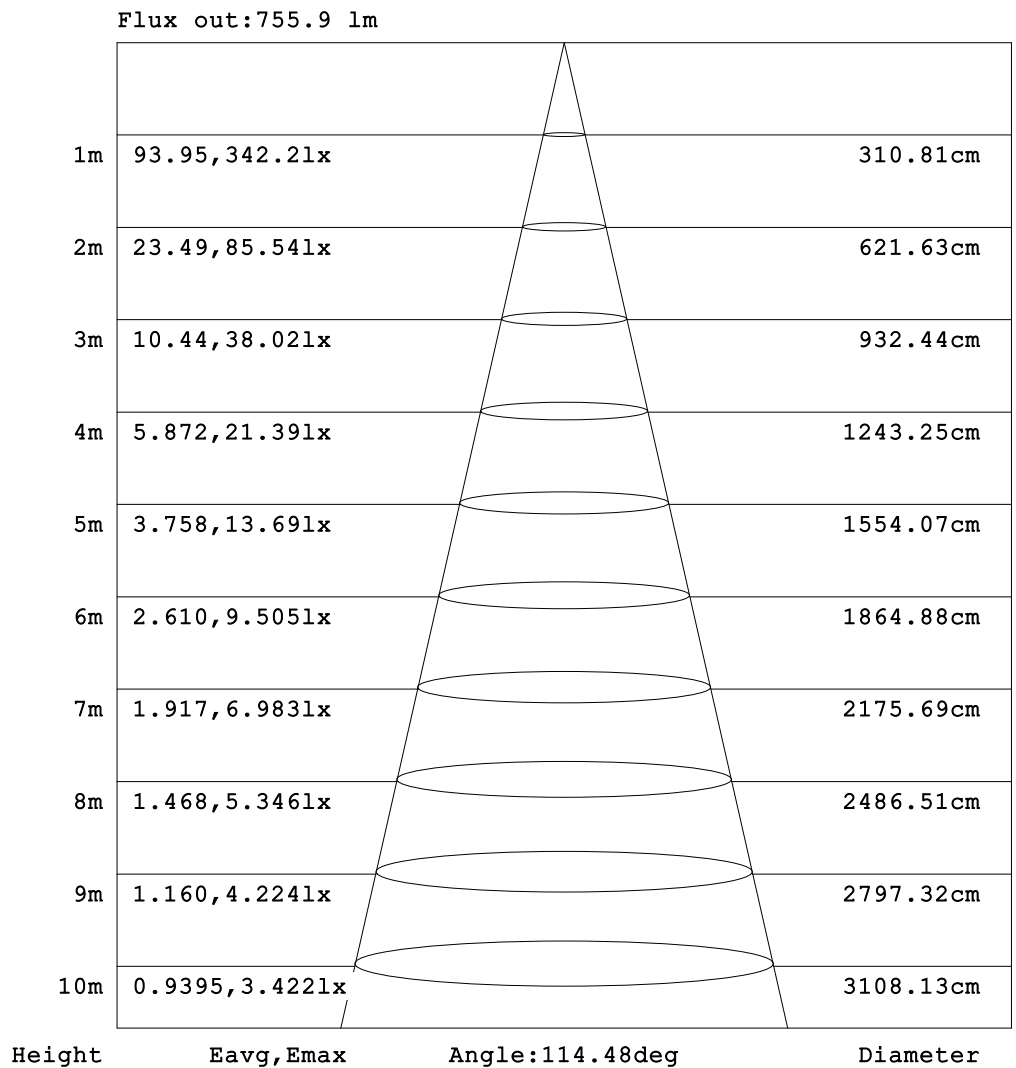 Flux out:755.9 lm
1m 93.95,342.2lx 310.81cm
2m 23.49,85.54lx 621.63cm
3m 10.44,38.02lx 932.44cm
4m 5.872,21.39lx 1243.25cm
5m 3.758,13.69lx 1554.07cm
6m 2.610,9.505lx 1864.88cm
7m 1.917,6.983lx 2175.69cm
8m 1.468,5.346lx 2486.51cm
9m 1.160,4.224lx 2797.32cm
10m 0.9395,3.422lx 3108.13cm
Height Eavg,Emax Angle:114.48deg Diameter